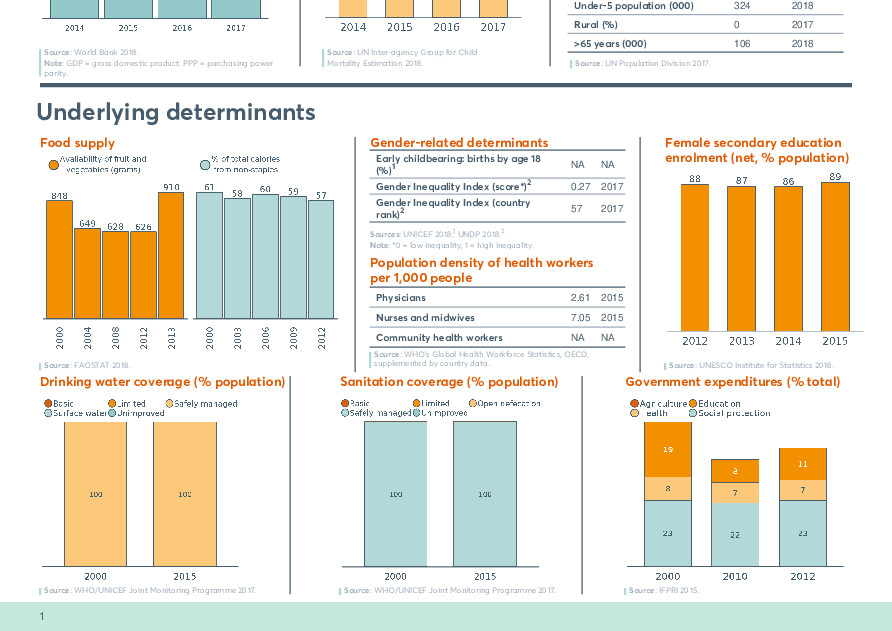 2014
2015
2016
2017
Source: World Bank 2018.
Note: GDP = gross domestic product. PPP = purchasing power
parity.
2014
2015
2016
2017
Source: UN Inter-agency Group for Child
Mortality Estimation 2018.
Under-5 population (000) 324 2018
Rural (%) 0 2017
>65 years (000) 106 2018
Source: UN Population Division 2017.
Underlying determinants
Food supply
Availability of fruit and
vegetables (grams)
848
649
628
626
910
2000
2004
2008
2012
2013
% of total calories
from non-staples
61
58
60
59
57
2000
2003
2006
2009
2012
Source: FAOSTAT 2018.
Gender-related determinants
Early childbearing: births by age 18
(%)1 NA NA
Gender Inequality Index (score*)2 0.27 2017
Gender Inequality Index (country
rank)2 57 2017
Sources: UNICEF 2018,1 UNDP 2018.2
Note: *0 = low inequality, 1 = high inequality.
Population density of health workers
per 1,000 people
Physicians 2.61 2015
Nurses and midwives 7.05 2015
Community health workers NA NA
Source: WHO's Global Health Workforce Statistics, OECD,
supplemented by country data.
Female secondary education
enrolment (net, % population)
88
87
86
89
2012
2013
2014
2015
Source: UNESCO Institute for Statistics 2018.
Drinking water coverage (% population)
Basic Limited Safely managed
Surface water Unimproved
100
100
2000
2015
Source: WHO/UNICEF Joint Monitoring Programme 2017.
Sanitation coverage (% population)
Basic Limited Open defecation
Safely managed Unimproved
100
100
2000
2015
Source: WHO/UNICEF Joint Monitoring Programme 2017.
Government expenditures (% total)
Agriculture Education
Health Social protection
19
8
23
8
7
22
11
7
23
2000
2010
2012
Source: IFPRI 2015.
1